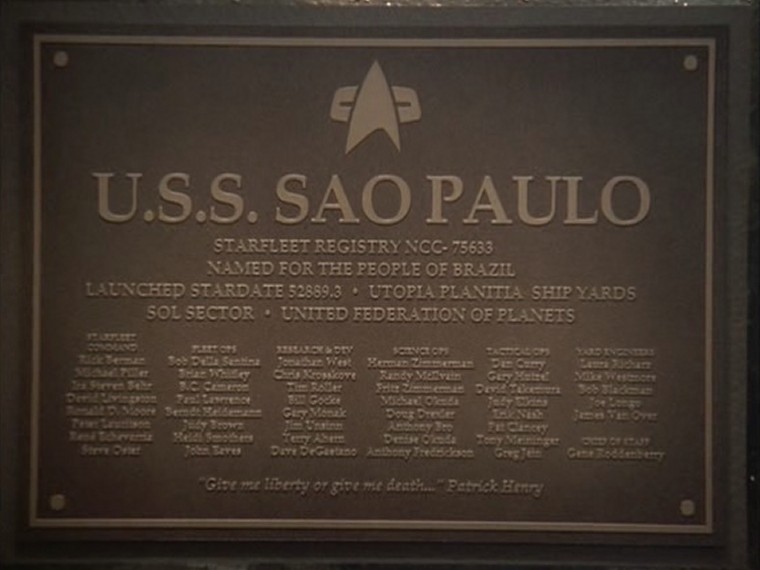 U.S.S. SAO PAULO
STARFLEET REGISTRY NCC- 75633
NAMED FOR THE PEOPLE OF BRAZIL
LAUNCHED STARDATE 52889.3 • UTOPIA PLANITIA SHIP YARDS
SOL SECTOR • UNITED FEDERATION OF PLANETS
STARFLEET
COMMAND
Rick Berman
Michael Piller
Ira Steven Behr
David Livingston
Ronald D. Moore
Peter Lauritson
René Echevarria
Steve Oster
FLEET OPS
Bob Della Santina
Brian Whitley
B.C. Cameron
Paul Lawrence
Berndt Heidemann
Judy Brown
Heidi Smothers
John Eaves
RESEARCH & DEV
Jonathan West
Chris Krosskove
Tim Roller
Bill Gocke
Gary Monak
Jim
Terry Ahern
Dave DeGaetano
SCIENCE OPS
Herman Zimmerman
Randy McIlvain
Fritz Zimmerman
Michael Okuda
Doug Drexler
Anthony
Denise Okuda
Anthony Fredrickson
TACTICAL OPS
Dan Curry
Gary
David Takemura
Judy Elkins
Erik Nash
Pat Clancey
Tony Meininger
Greg Jein
YARD ENGINEERS
Laura Richarz
Mike Westmore
Bob Blackman
Joe Longo
James Van Over
CHIEF OF STAFF
Gene Roddenberry
"Give me liberty or give me death..." Patrick Henry